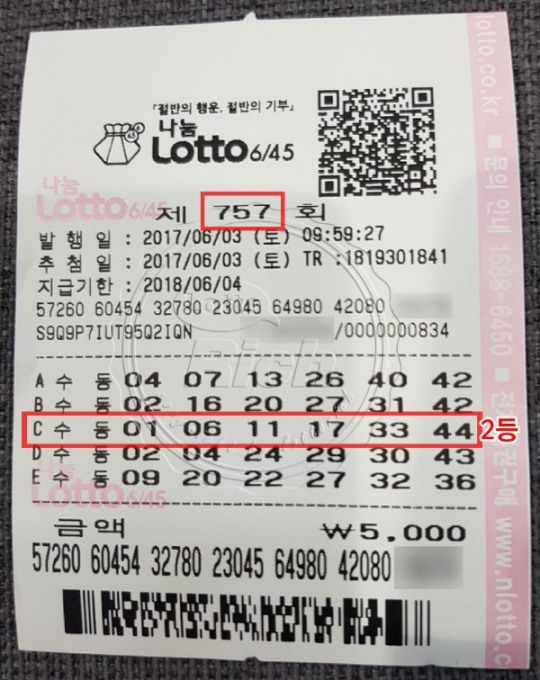 『절반의 행운, 절반의 기부』
나눔
Lotto 6/45
제 757 회
발 행 일 : 2017/06/03 (토) 09:59:27
추 첨 일 : 2017/06/03 (토) TR :1819301841
지급기한 : 2018/06/04
57260 60454 32780 23045 64980 42080
S9Q9P7IUT95Q2IQN /0000000834
A 수 동 04 07 13 26 40 42
B 수 동 02 16 20 27 31 42
C 수 동 01 06 11 17 33 44 2등
D 수 동 02 04 24 29 30 43
E 수 동 09 20 22 27 32 36
금액 ₩5,000
57260 60454 32780 23045 64980 42080
나눔
Lotto 6/45
Lotto 6/45
nlotto.co.kr ■ 문의 안내 1588-6450 ■
www.nlotto.c
Rich